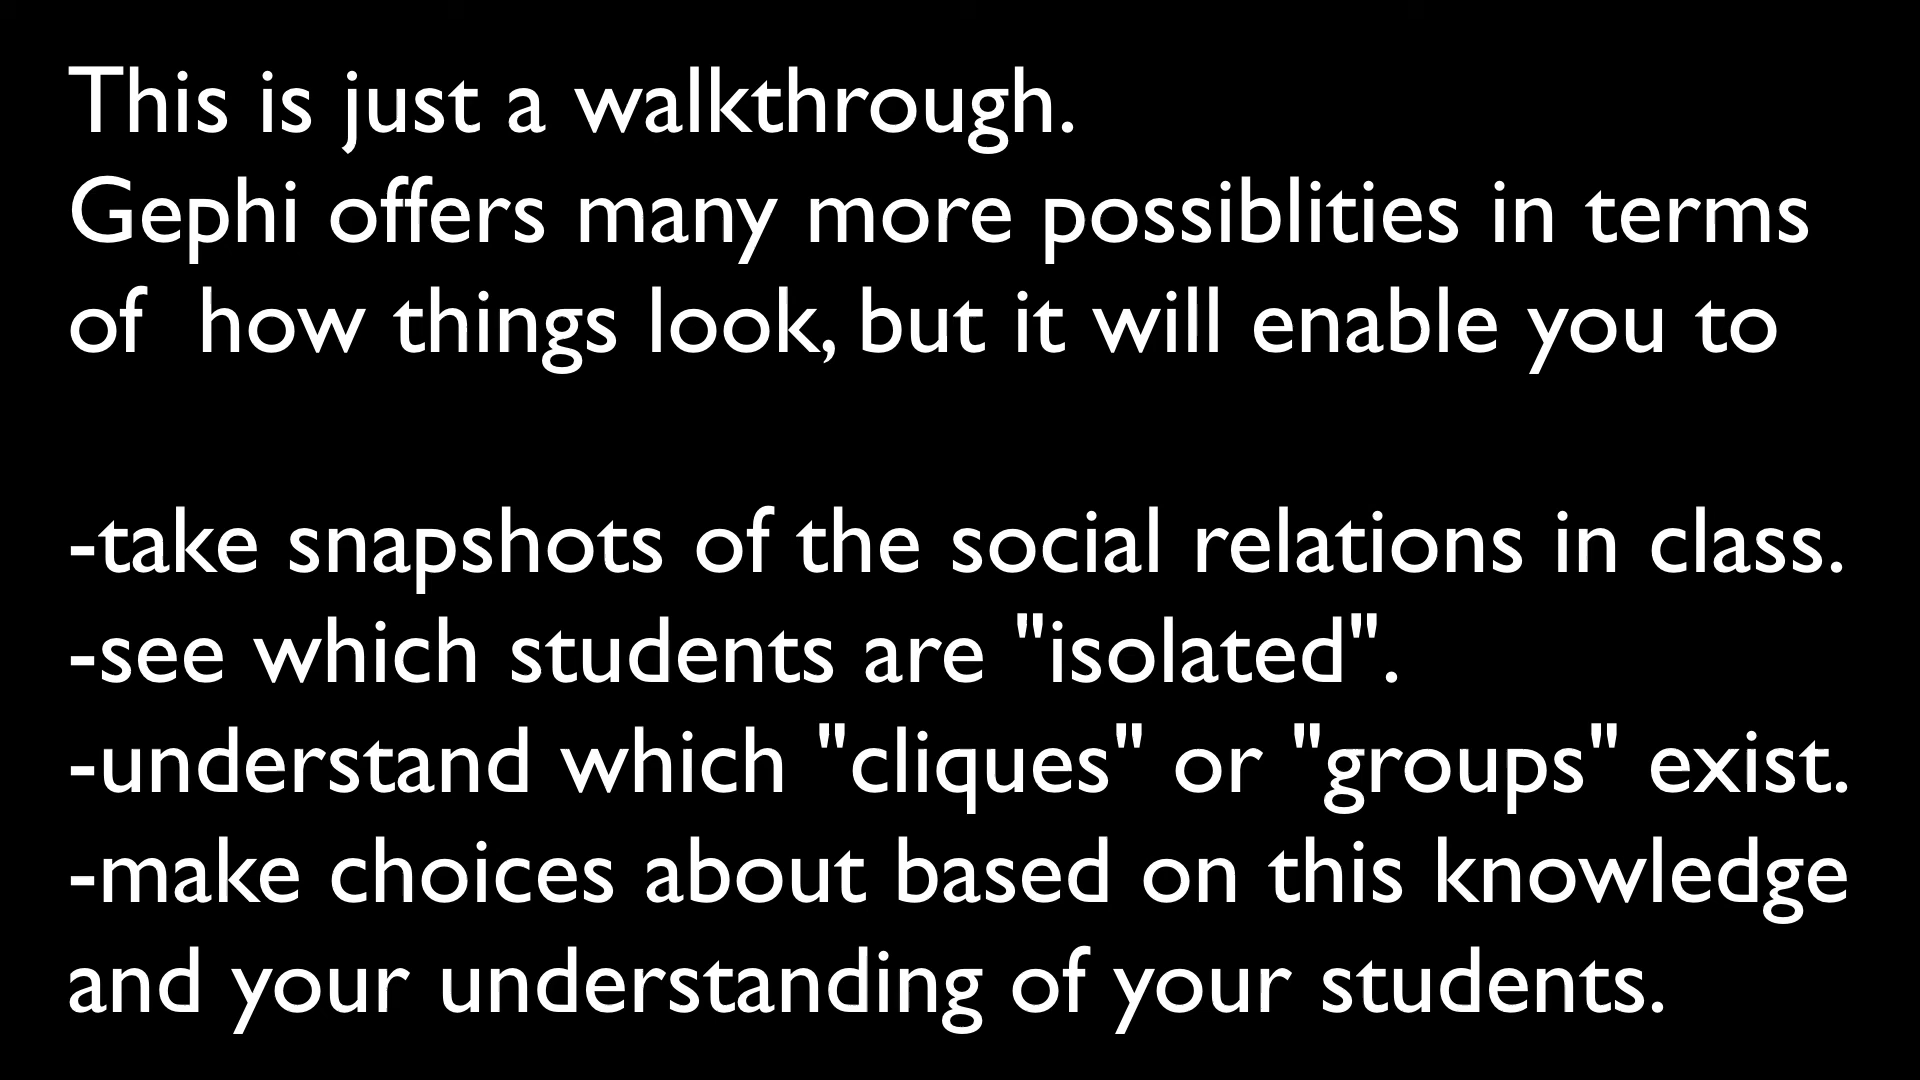 This is just a walkthrough.
Gephi offers many more possiblities in terms
of  how things look, but it will enable you to
-take snapshots of the social relations in class.
-see which students are "isolated".
-understand which "cliques" or "groups" exist.
-make choices about based on this knowledge
and your understanding of your students.